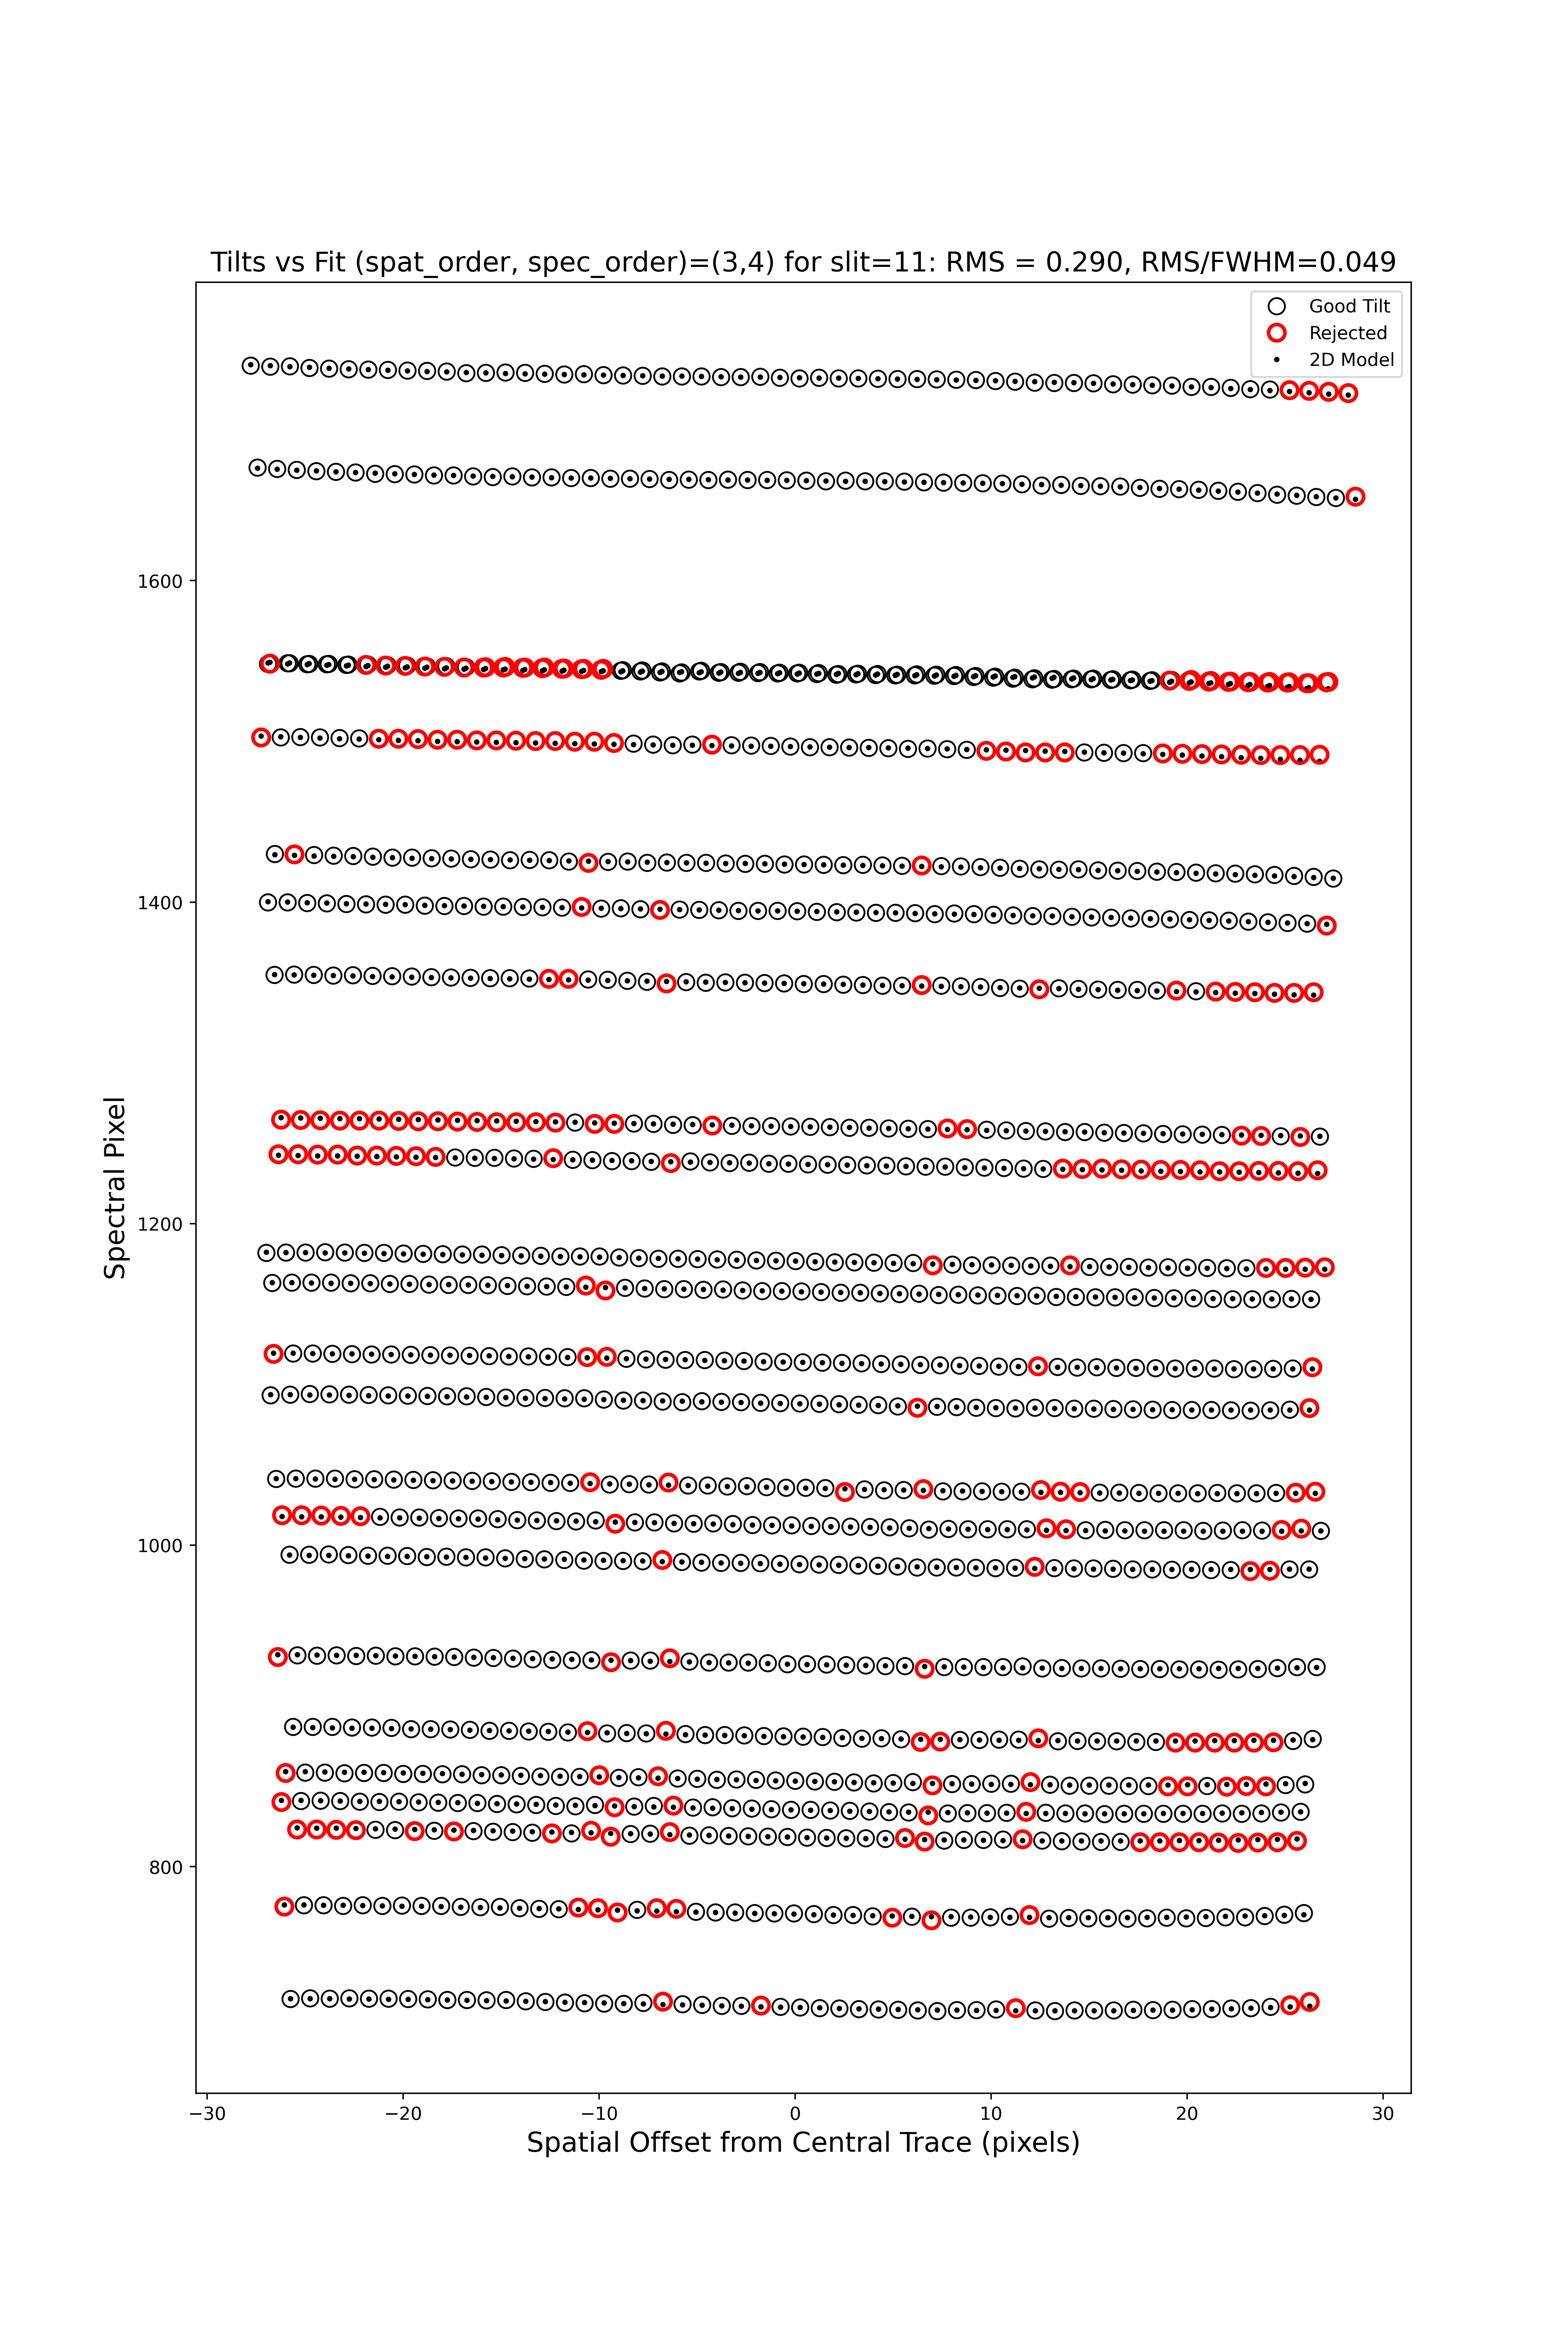 Tilts vs Fit (spat_order, spec_order)=(3,4) for slit=11: RMS = 0.290, RMS/FWHM=0.049
Good Tilt
Rejected
2D Model
Spectral Pixel
1600
1400
1200
1000
800
−30 −20 −10 0 10 20 30
Spatial Offset from Central Trace (pixels)